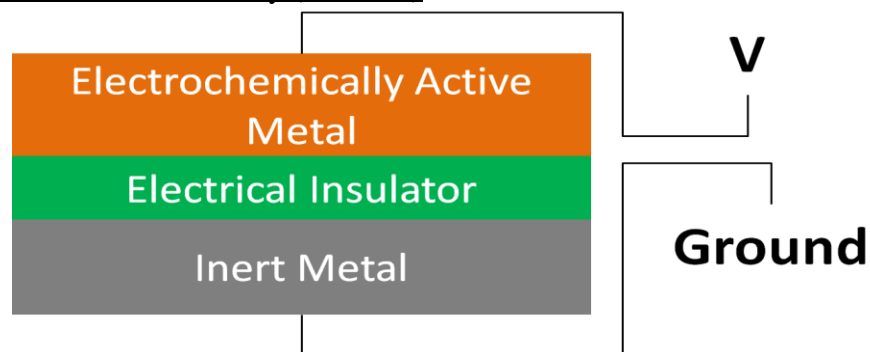 Electrochemically Active
Metal
V
Electrical Insulator
Ground
Inert Metal